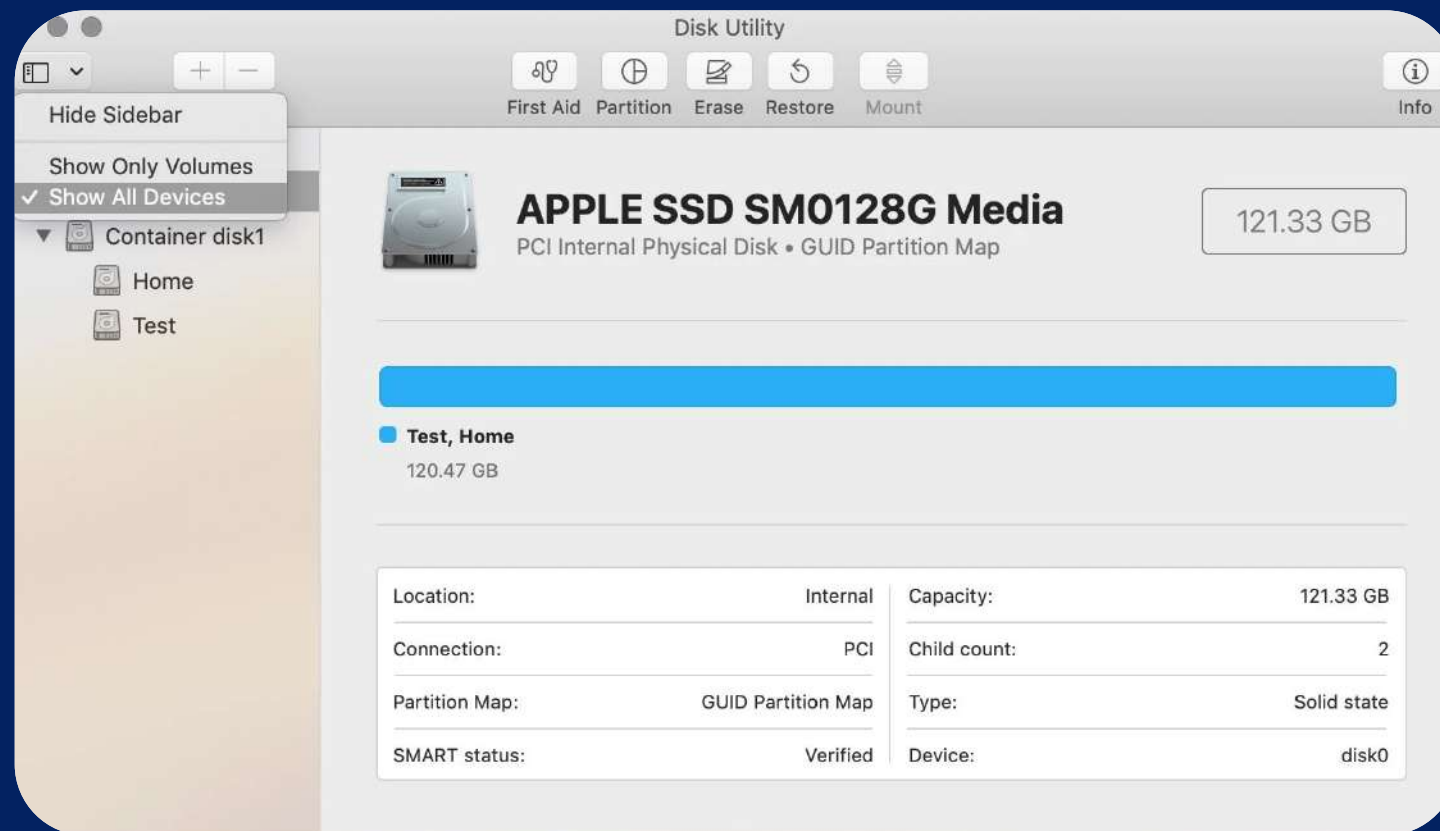 Disk Utility
First Aid Partition Erase Restore Mount Info
Hide Sidebar
Show Only Volumes
✓ Show All Devices
Container disk1
Home
Test
APPLE SSD SM0128G Media
PCI Internal Physical Disk • GUID Partition Map
121.33 GB
Test, Home
120.47 GB
Location: Internal Capacity: 121.33 GB
Connection: PCI Child count: 2
Partition Map: GUID Partition Map Type: Solid state
SMART status: Verified Device: disk0